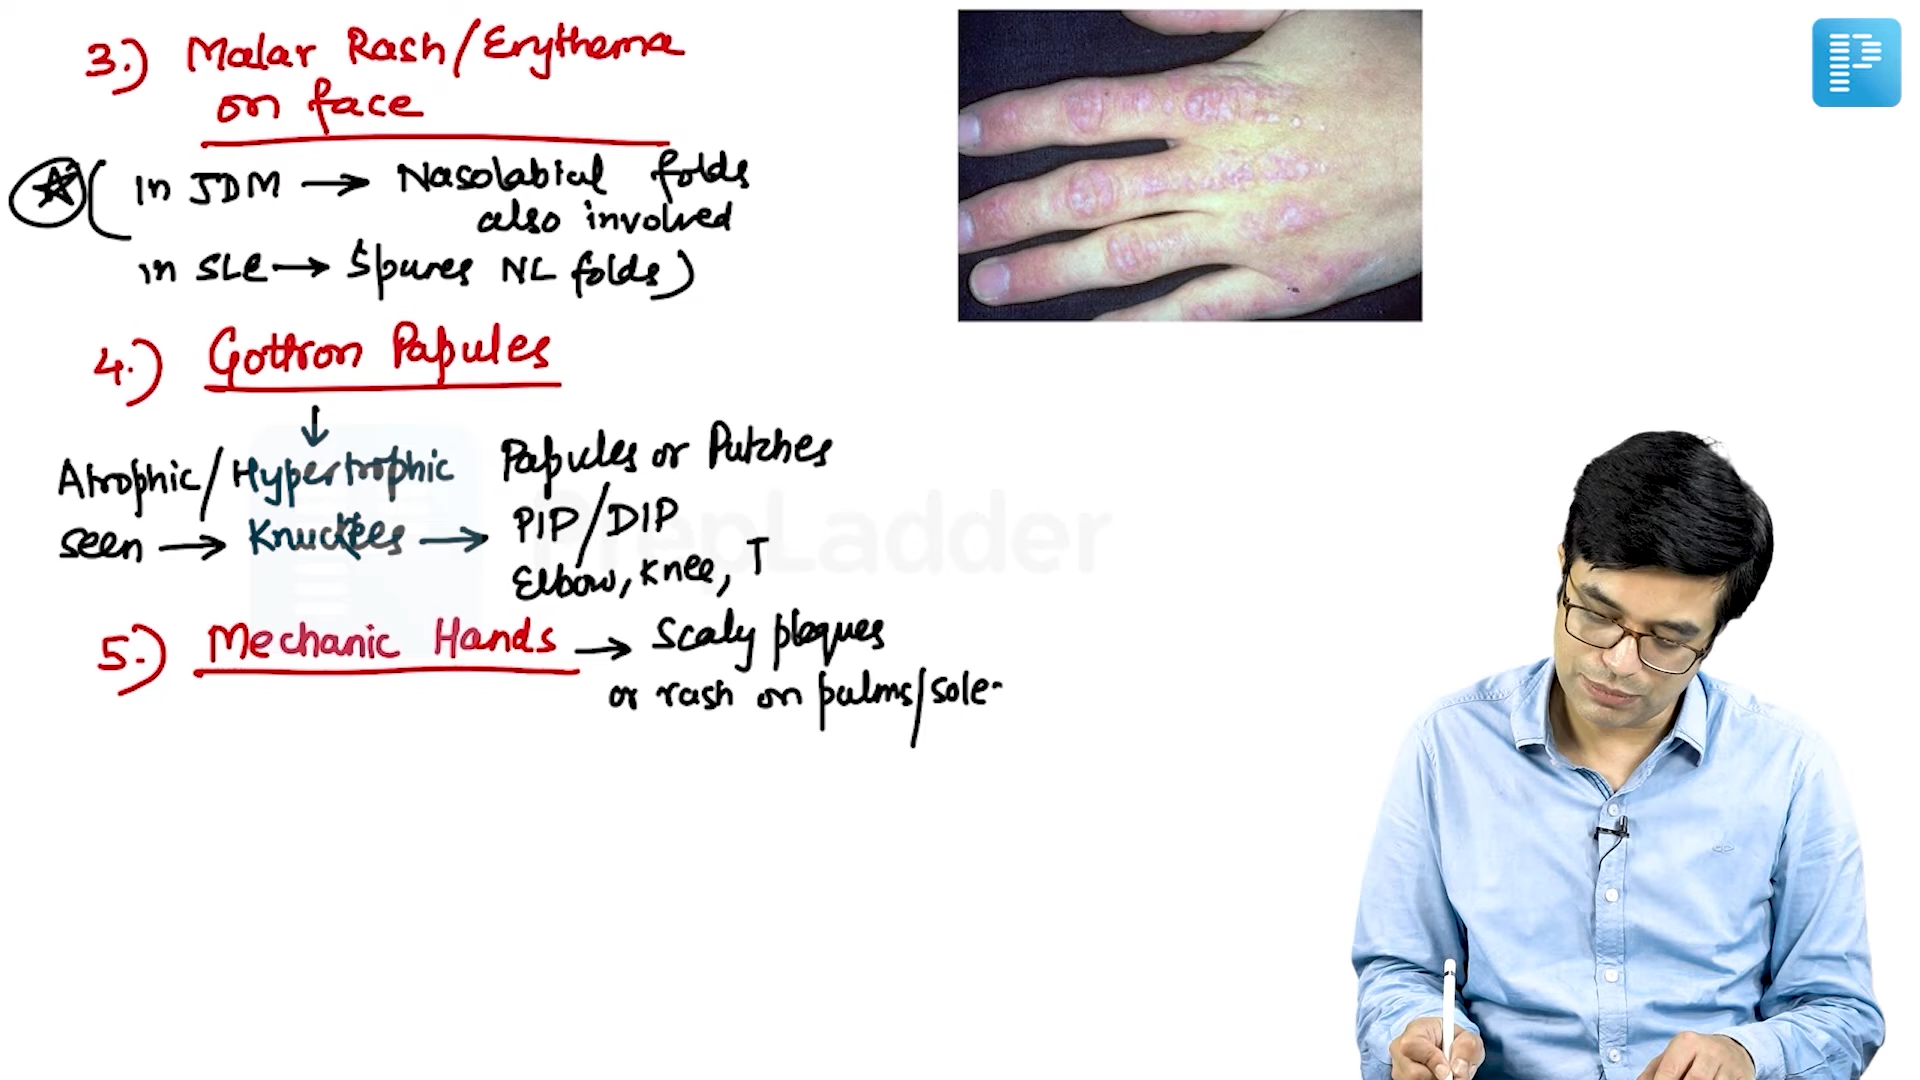 3.) Malar Rash/Erythema
on face
(In JDM → Nasolabial folds
also involved
in SLE → Spares NL folds)
4.) Gottron Papules
↓
Atrophic/Hypertrophic Papules or Patches
seen → Knuckles → PIP/DIP
Elbow, Knee, T
5.) Mechanic Hands → Scaly plaques
or rash on palms/sole
PrepLadder